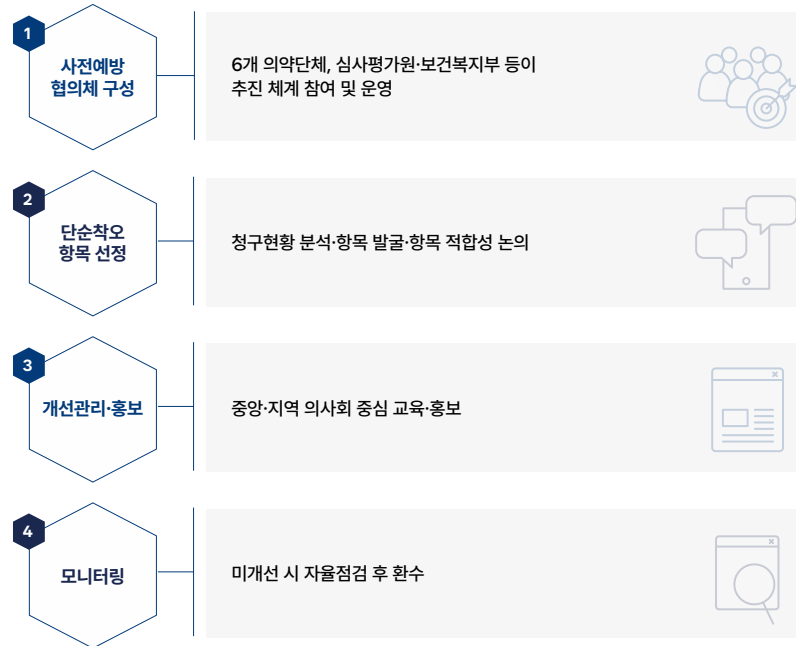 1
사전예방
협의체 구성
6개 의약단체, 심사평가원·보건복지부 등이
추진 체계 참여 및 운영
2
단순착오
항목 선정
청구현황 분석·항목 발굴·항목 적합성 논의
3
개선관리·홍보
중앙·지역 의사회 중심 교육·홍보
4
모니터링
미개선 시 자율점검 후 환수